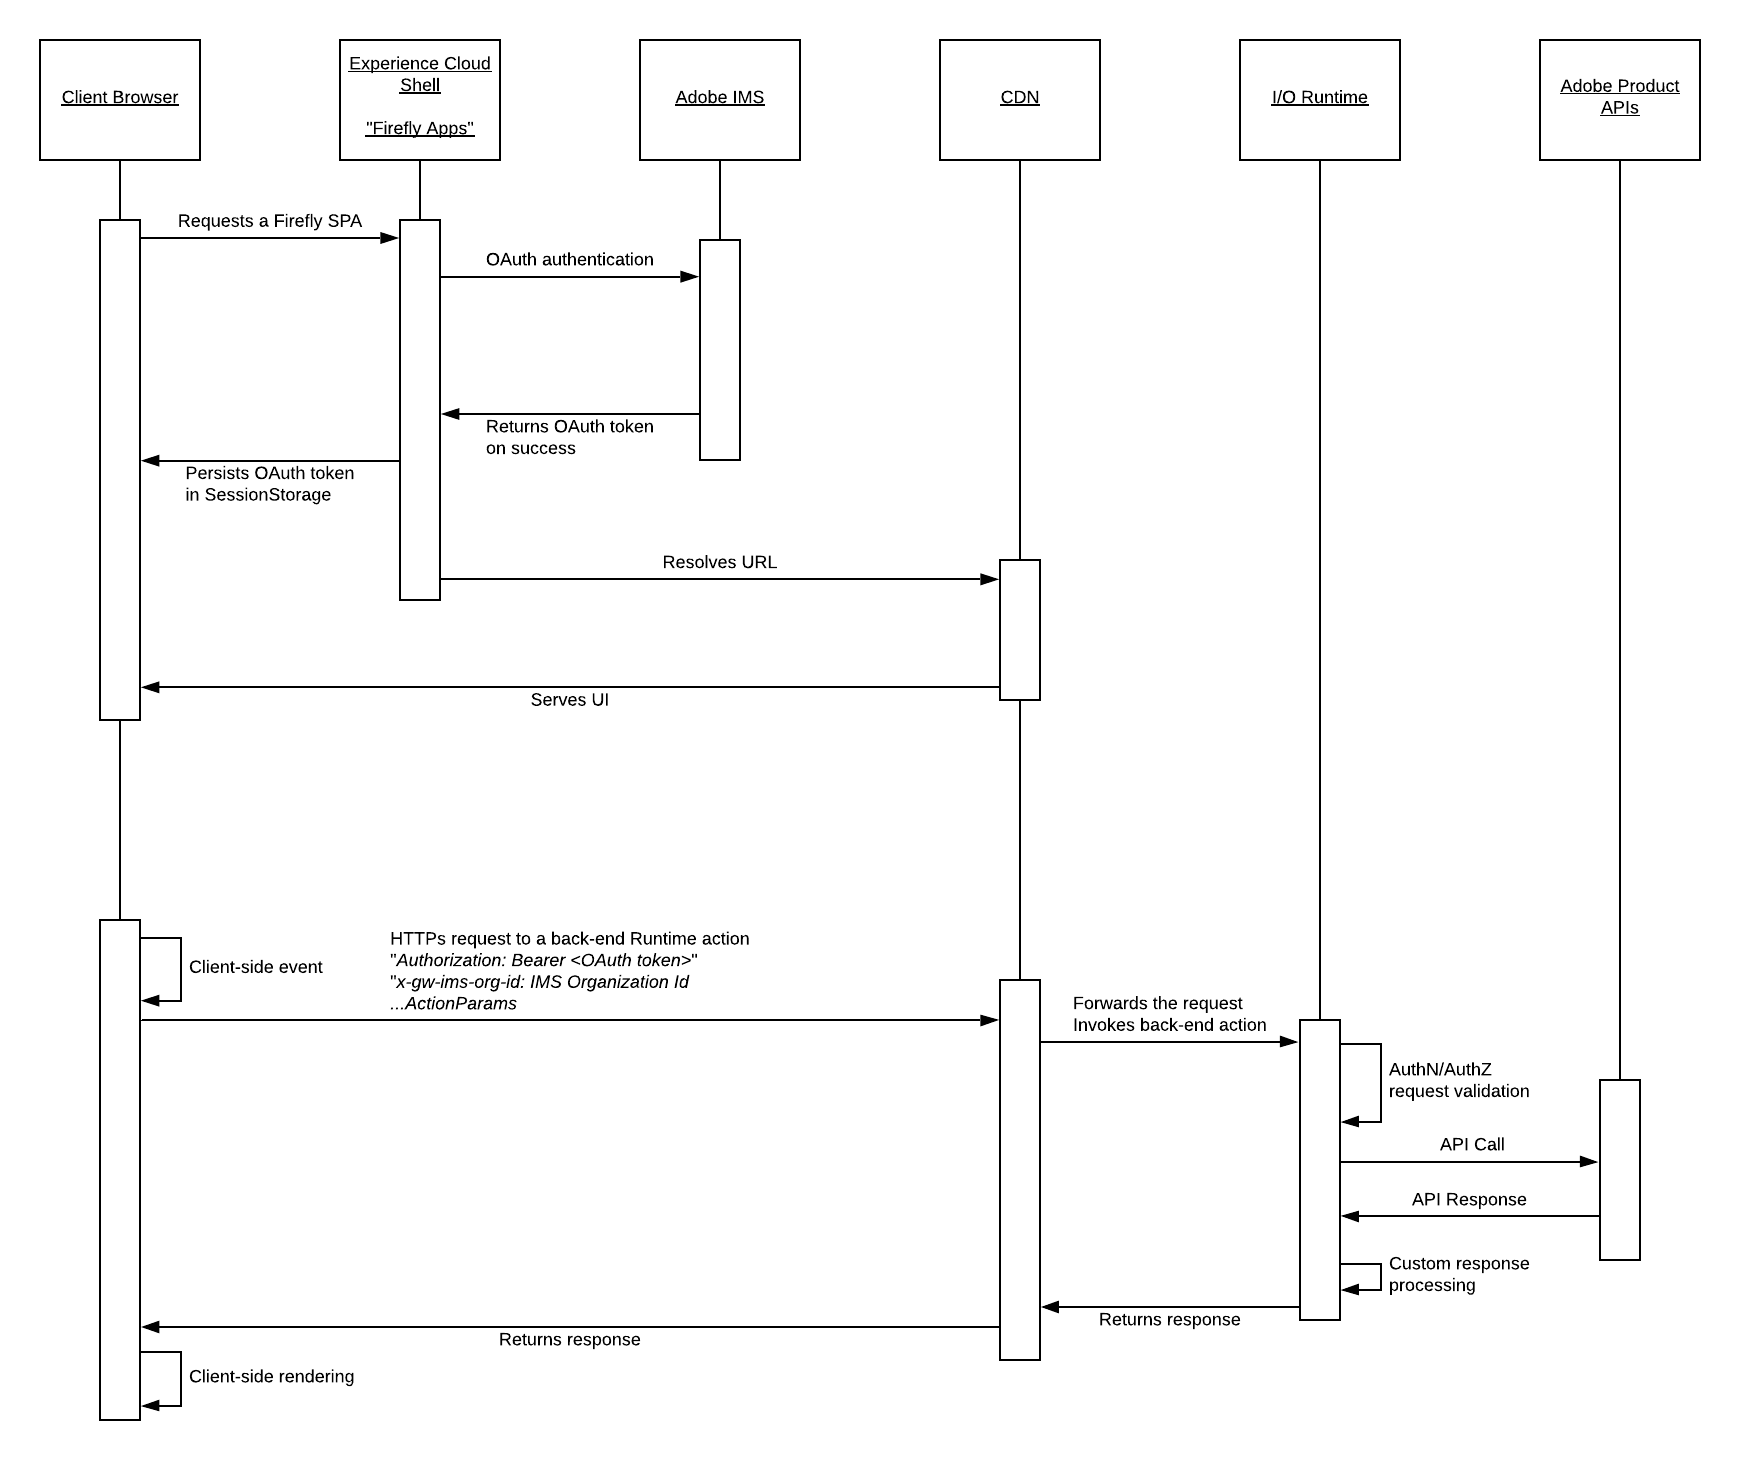 Client Browser
Experience Cloud
Shell
"Firefly Apps"
Adobe IMS
CDN
I/O Runtime
Adobe Product
APIs
Requests a Firefly SPA
OAuth authentication
Returns OAuth token
on success
Persists OAuth token
in SessionStorage
Resolves URL
Serves UI
Client-side event
HTTPs request to a back-end Runtime action
"Authorization: Bearer <OAuth token>"
"x-gw-ims-org-id: IMS Organization Id
...ActionParams
Forwards the request
Invokes back-end action
AuthN/AuthZ
request validation
API Call
API Response
Custom response
processing
Returns response
Returns response
Client-side rendering